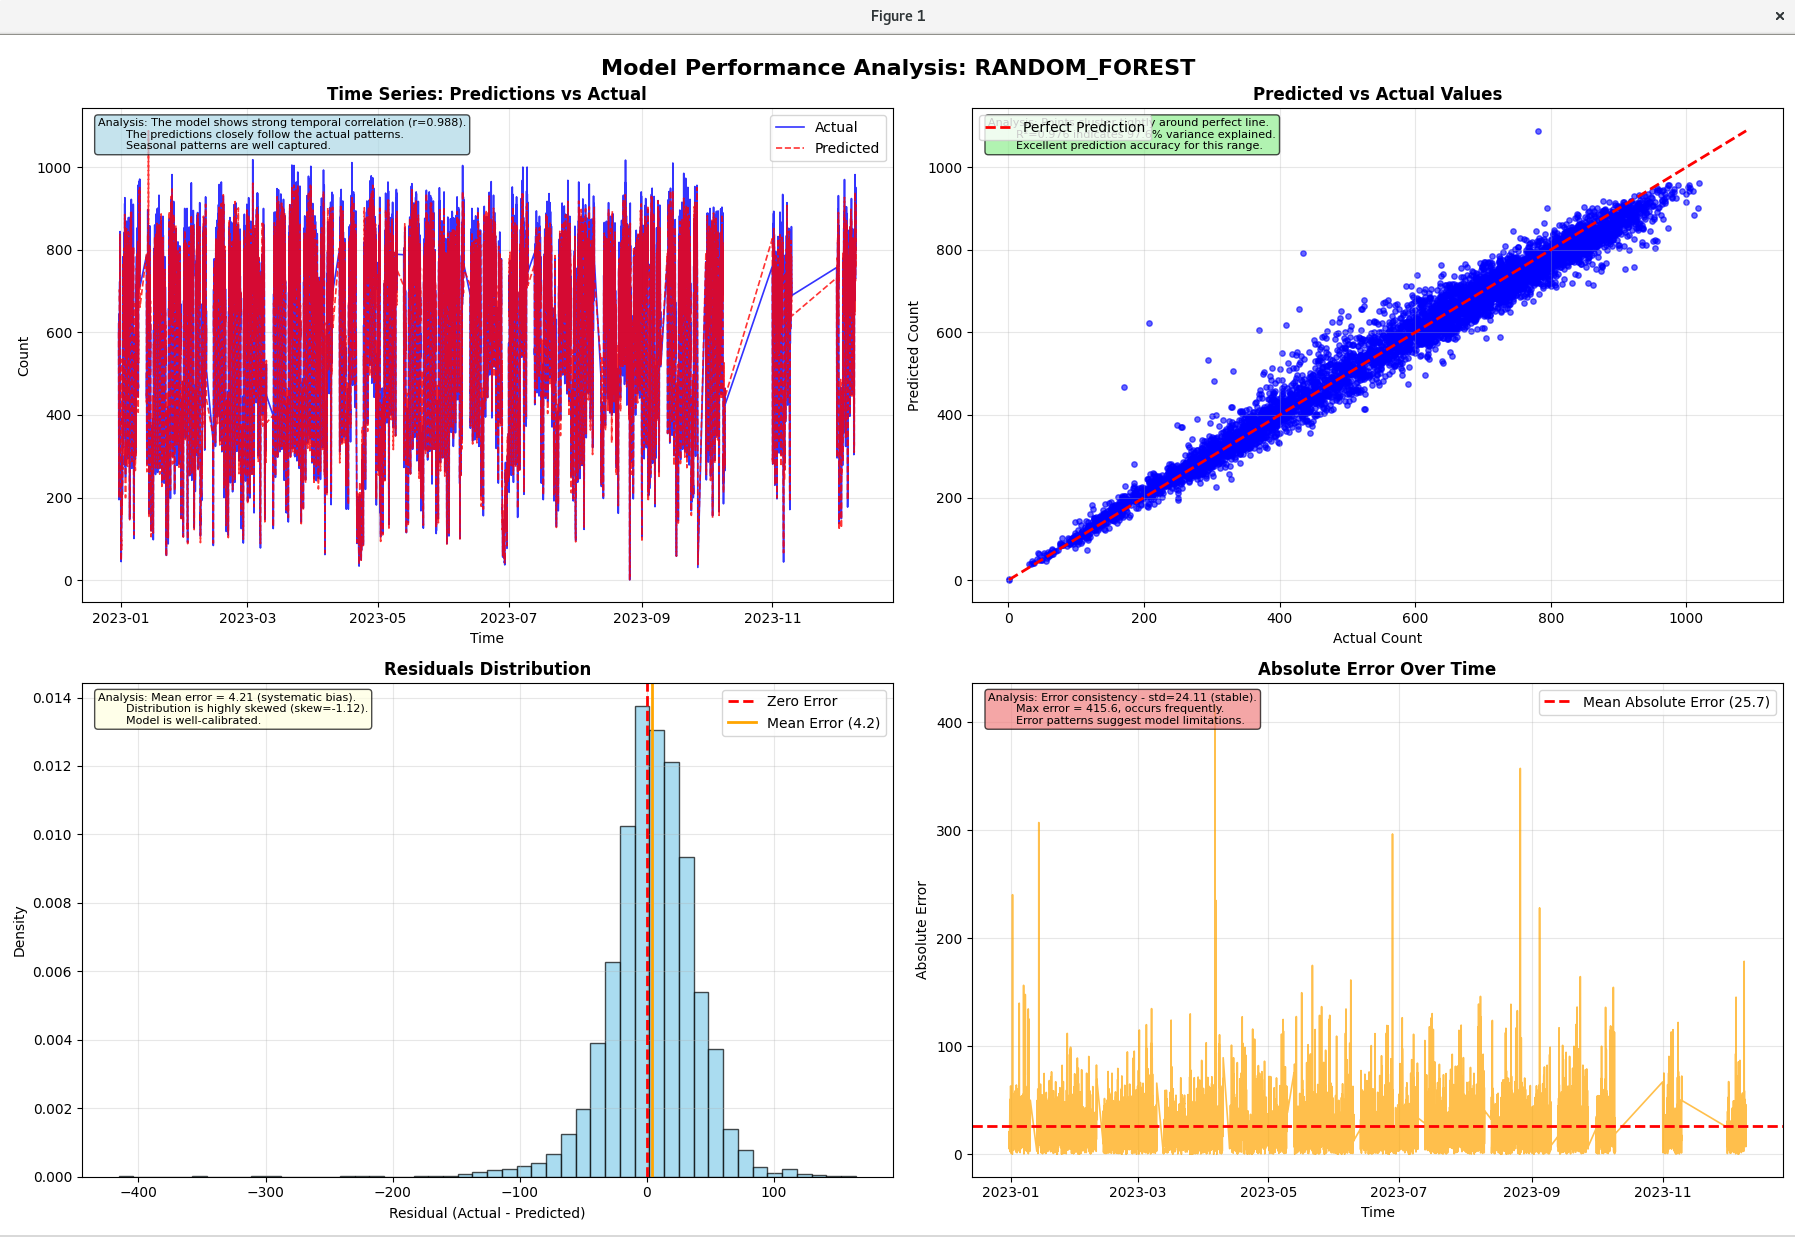 Figure 1
×
Model Performance Analysis: RANDOM_FOREST
Time Series: Predictions vs Actual
Analysis: The model shows strong temporal correlation (r=0.988).
The predictions closely follow the actual patterns.
Seasonal patterns are well captured.
Actual
Predicted
Count
1000
800
600
400
200
0
2023-01
2023-03
2023-05
2023-07
2023-09
2023-11
Time
Predicted vs Actual Values
Analysis: Points cluster tightly around perfect line.
% variance explained.
Excellent prediction accuracy for this range.
Perfect Prediction
Predicted Count
1000
800
600
400
200
0
0
200
400
600
800
1000
Actual Count
Residuals Distribution
Analysis: Mean error = 4.21 (systematic bias).
Distribution is highly skewed (skew=-1.12).
Model is well-calibrated.
Zero Error
Mean Error (4.2)
Density
0.014
0.012
0.010
0.008
0.006
0.004
0.002
0.000
−400
−300
−200
−100
0
100
Residual (Actual - Predicted)
Absolute Error Over Time
Analysis: Error consistency - std=24.11 (stable).
Max error = 415.6, occurs frequently.
Error patterns suggest model limitations.
Mean Absolute Error (25.7)
Absolute Error
400
300
200
100
0
2023-01
2023-03
2023-05
2023-07
2023-09
2023-11
Time